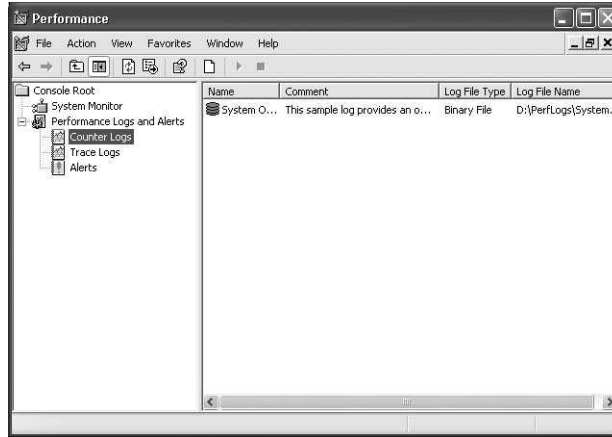 Performance
File Action View Favorites Window Help
Console Root
System Monitor
Performance Logs and Alerts
Counter Logs
Trace Logs
Alerts
Name Comment Log File Type Log File Name
System O... This sample log provides an o... Binary File D:\PerfLogs\System.